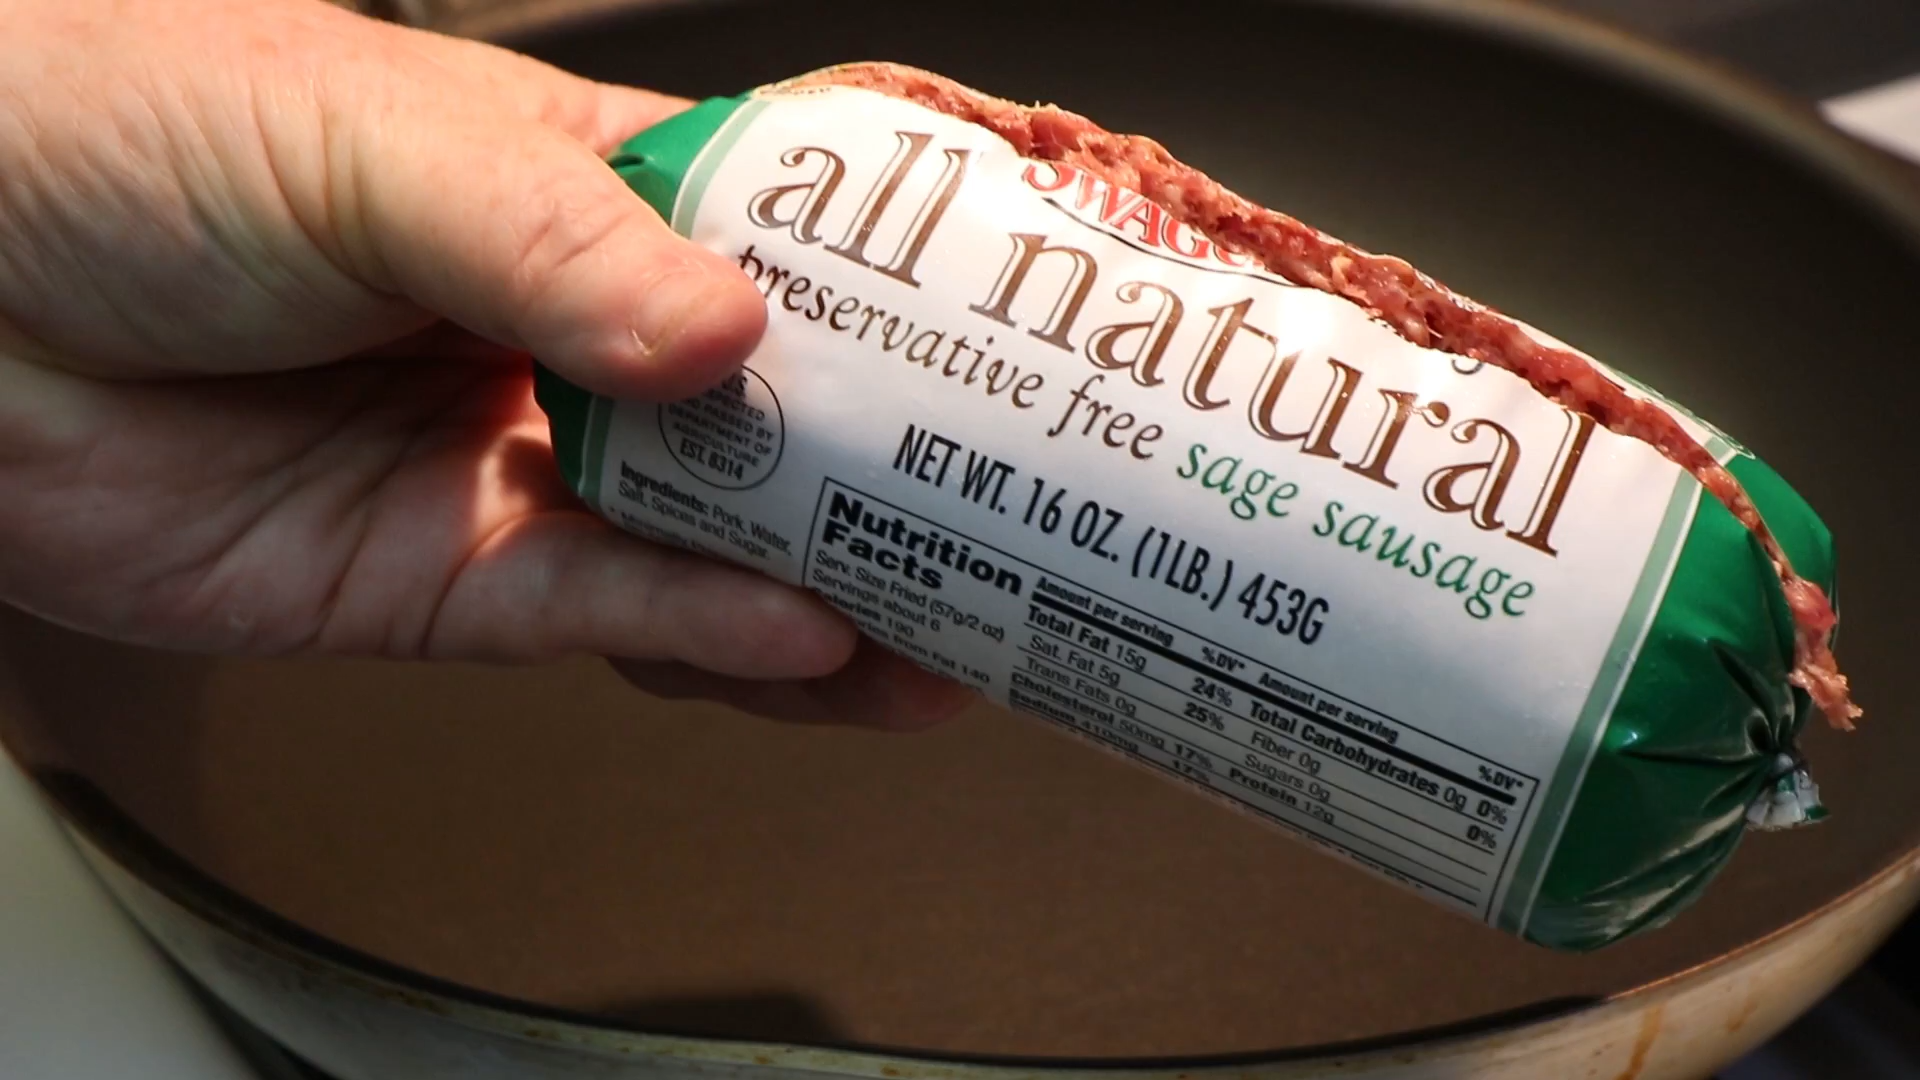 SWAGG
all natural
preservative free sage sausage
NET WT. 16 OZ. (1LB.) 453G
U.S.
INSPECTED
AND PASSED BY
DEPARTMENT OF
AGRICULTURE
EST. 8314
Ingredients: Pork, Water,
Salt, Spices and Sugar.
Nutrition
Facts
Serv. Size Fried (57g/2 oz)
Servings about 6
Calories 190
Calories from Fat 140
Amount per serving %DV*
Total Fat 15g 24%
Sat. Fat 5g 25%
Trans Fats 0g
Cholesterol 50mg 17%
Sodium 410mg 17%
Amount per serving %DV*
Total Carbohydrates 0g 0%
Fiber 0g 0%
Sugars 0g
Protein 12g